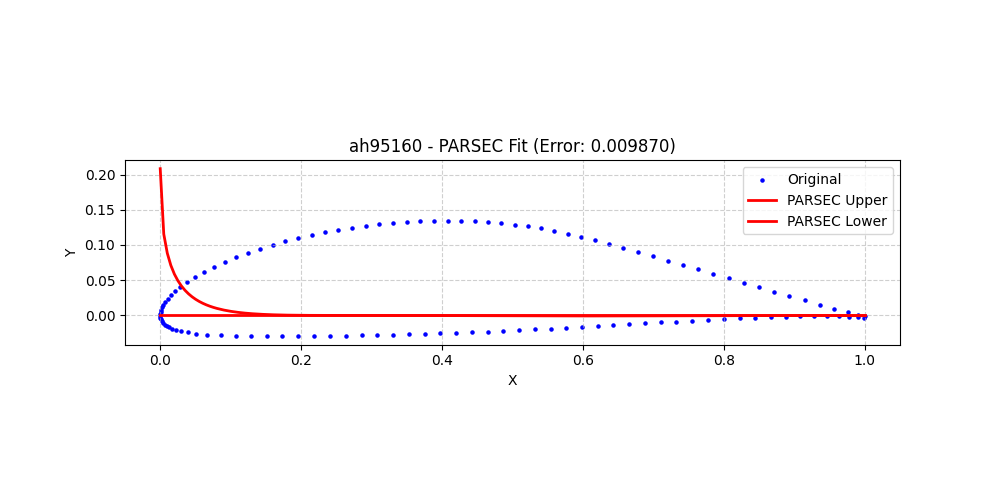 ah95160 - PARSEC Fit (Error: 0.009870)
0.20
0.15
0.10
0.05
0.00
Y
Original
PARSEC Upper
PARSEC Lower
0.0 0.2 0.4 0.6 0.8 1.0
X